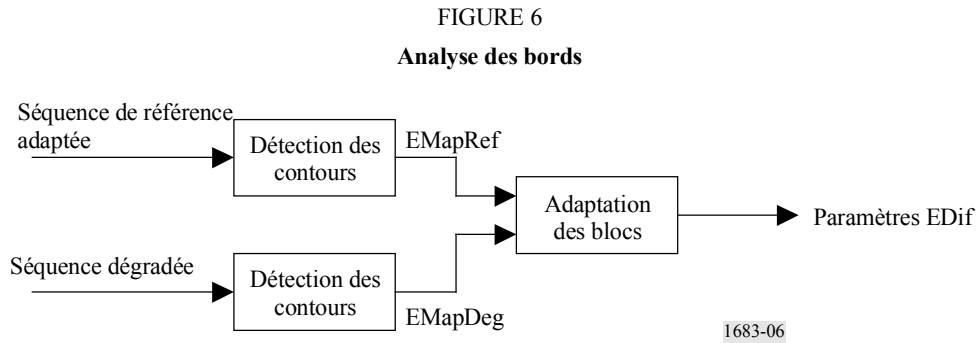 FIGURE 6
Analyse des bords
Séquence de référence
adaptée
Détection des
contours
EMapRef
Adaptation
des blocs
Paramètres EDif
Séquence dégradée
Détection des
contours
EMapDeg
1683-06